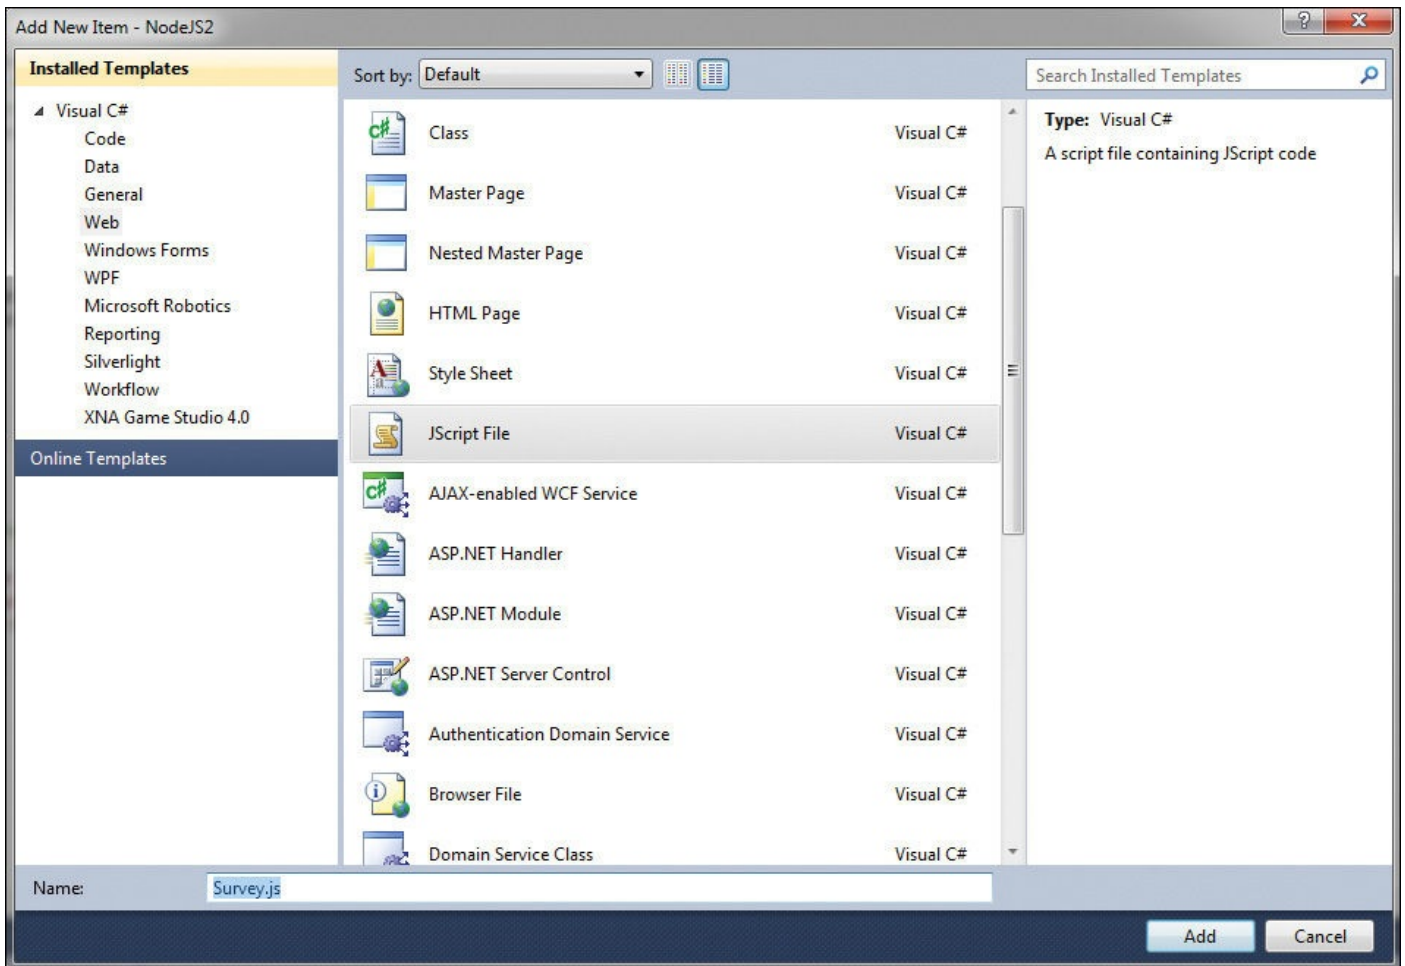 Add New Item - NodeJS2
Installed Templates
Visual C#
Code
Data
General
Web
Windows Forms
WPF
Microsoft Robotics
Reporting
Silverlight
Workflow
XNA Game Studio 4.0
Online Templates
Sort by: Default
Class Visual C#
Master Page Visual C#
Nested Master Page Visual C#
HTML Page Visual C#
Style Sheet Visual C#
JScript File Visual C#
AJAX-enabled WCF Service Visual C#
ASP.NET Handler Visual C#
ASP.NET Module Visual C#
ASP.NET Server Control Visual C#
Authentication Domain Service Visual C#
Browser File Visual C#
Domain Service Class Visual C#
Search Installed Templates
Type: Visual C#
A script file containing JScript code
Name: Survey.js
Add Cancel